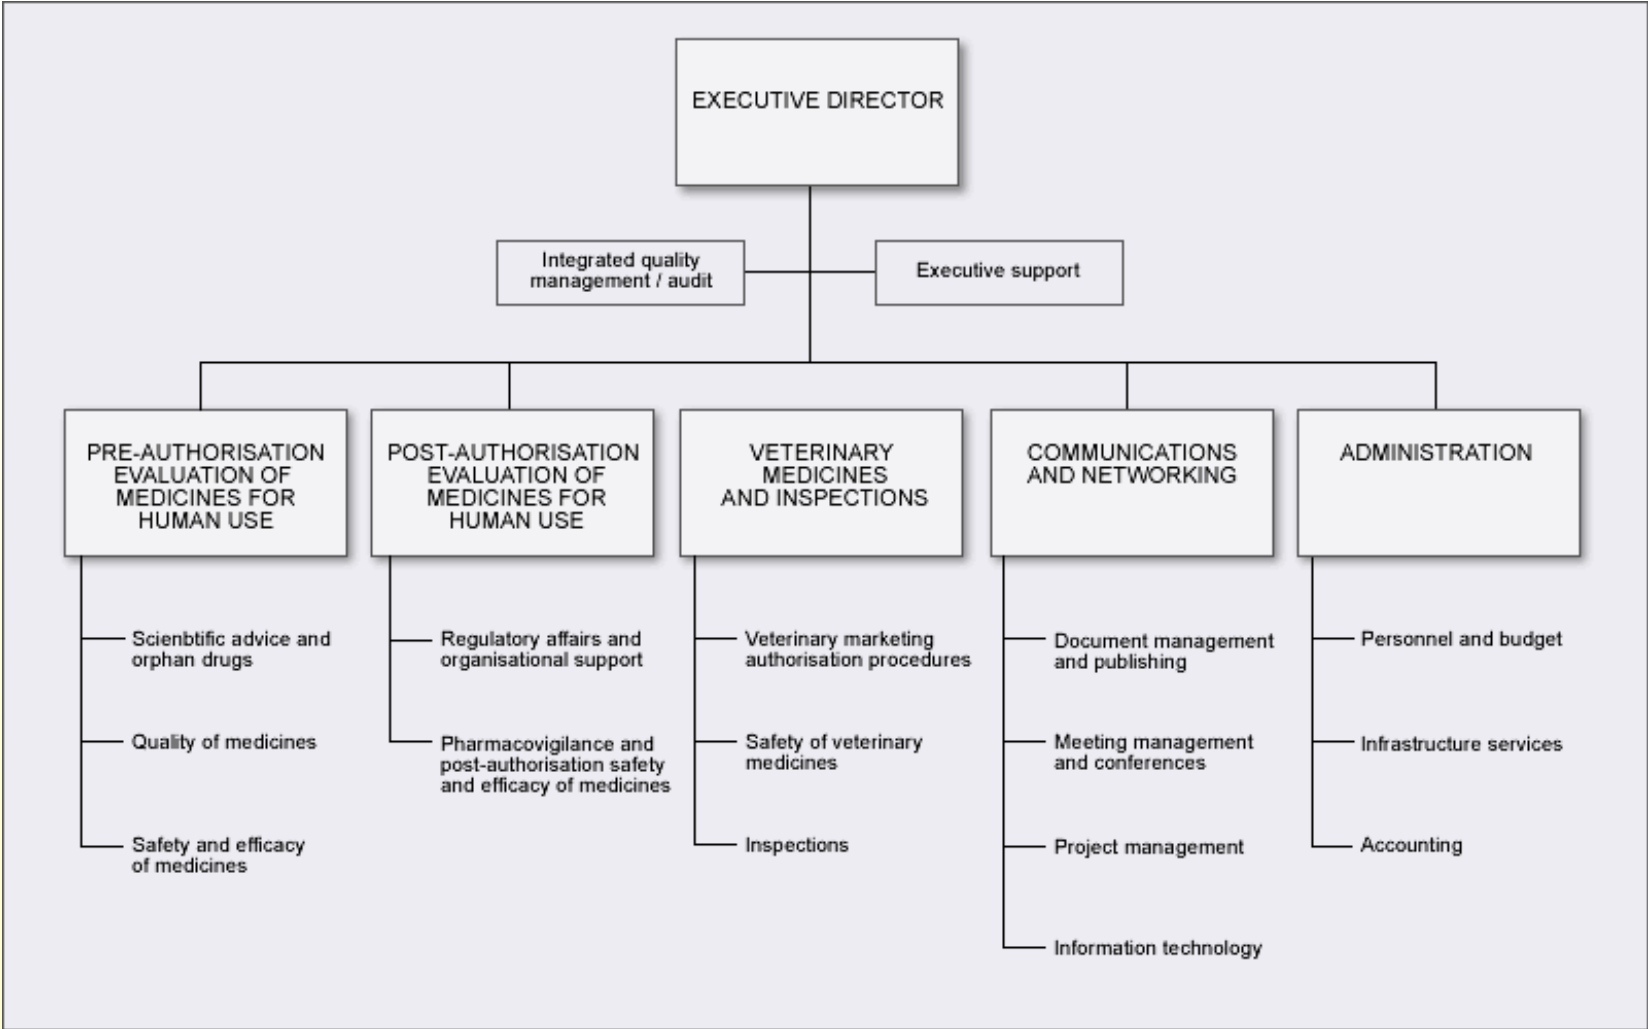 EXECUTIVE DIRECTOR
Integrated quality
management / audit
Executive support
PRE-AUTHORISATION
EVALUATION OF
MEDICINES FOR
HUMAN USE
Scienbtific advice and
orphan drugs
Quality of medicines
Safety and efficacy
of medicines
POST-AUTHORISATION
EVALUATION OF
MEDICINES FOR
HUMAN USE
Regulatory affairs and
organisational support
Pharmacovigilance and
post-authorisation safety
and efficacy of medicines
VETERINARY
MEDICINES
AND INSPECTIONS
Veterinary marketing
authorisation procedures
Safety of veterinary
medicines
Inspections
COMMUNICATIONS
AND NETWORKING
Document management
and publishing
Meeting management
and conferences
Project management
Information technology
ADMINISTRATION
Personnel and budget
Infrastructure services
Accounting